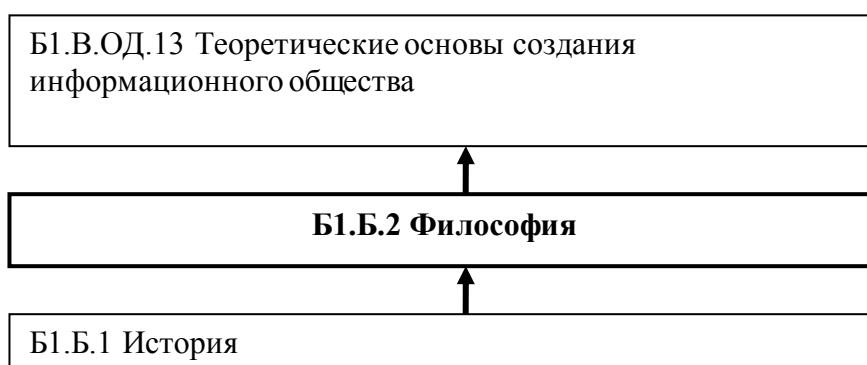 Б1.В.ОД.13 Теоретические основы создания
информационного общества
Б1.Б.2 Философия
Б1.Б.1 История